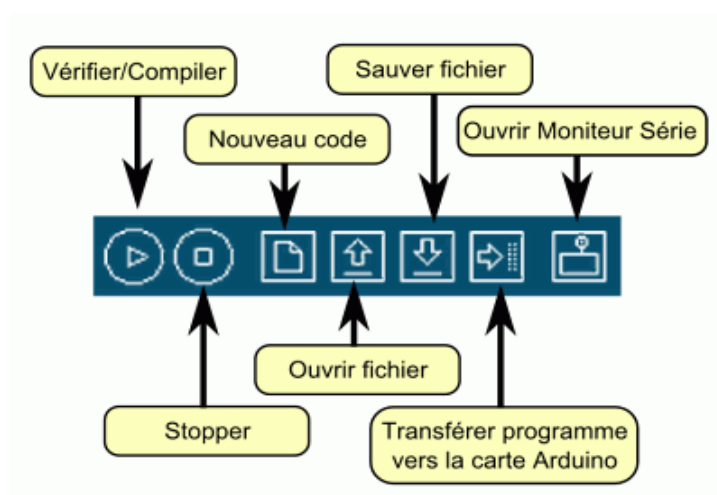 Vérifier/Compiler
Sauver fichier
Nouveau code
Ouvrir Moniteur Série
Ouvrir fichier
Stopper
Transférer programme
vers la carte Arduino